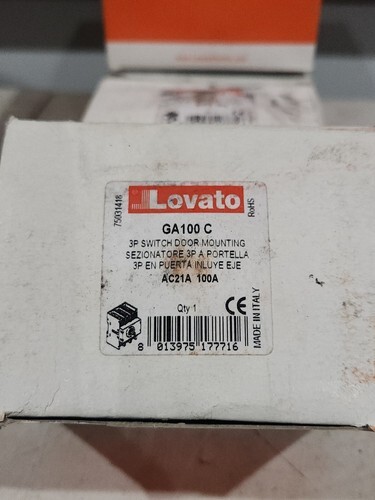 Lovato
75031418
RoHS
GA100 C
3P SWITCH DOOR MOUNTING
SEZIONATORE 3P A PORTELLA
3P EN PUERTA INLUYE EJE
AC21A 100A
Qty 1
CE
MADE IN ITALY
8 013975 177716